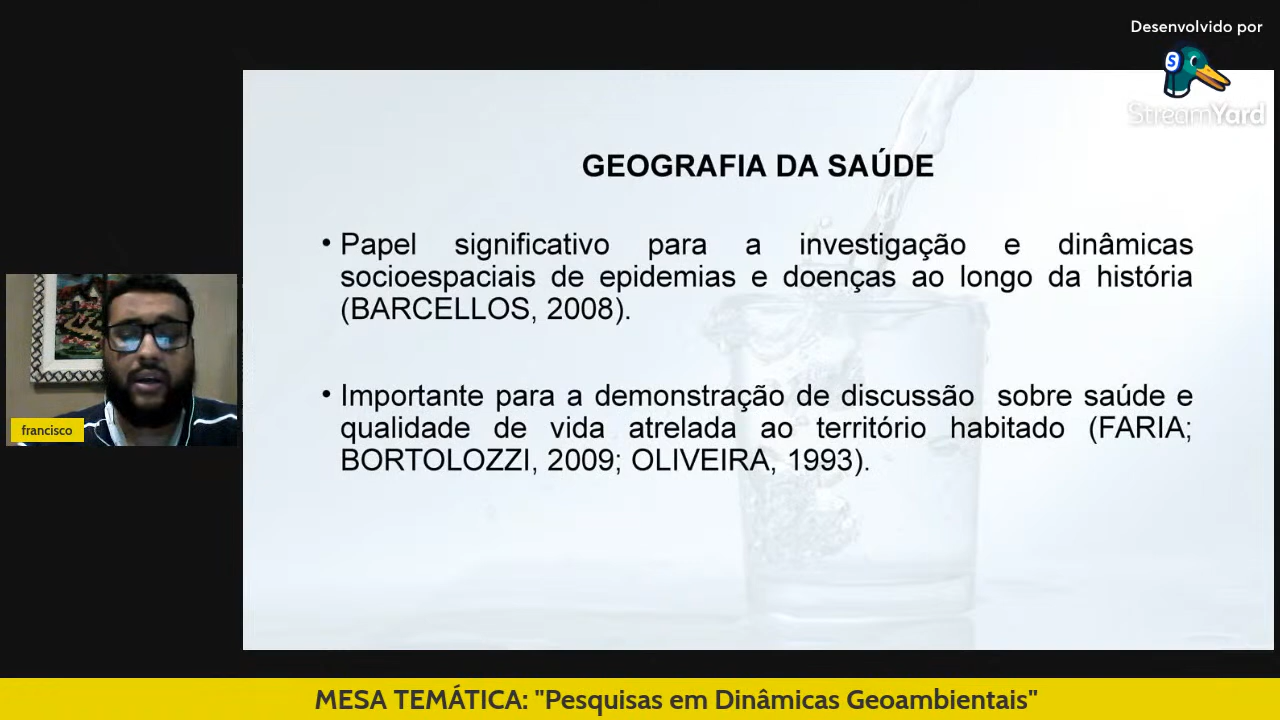 Desenvolvido por
StreamYard
GEOGRAFIA DA SAÚDE
• Papel significativo para a investigação e dinâmicas
socioespaciais de epidemias e doenças ao longo da história
(BARCELLOS, 2008).
• Importante para a demonstração de discussão sobre saúde e
qualidade de vida atrelada ao território habitado (FARIA;
BORTOLOZZI, 2009; OLIVEIRA, 1993).
francisco
MESA TEMÁTICA: "Pesquisas em Dinâmicas Geoambientais"